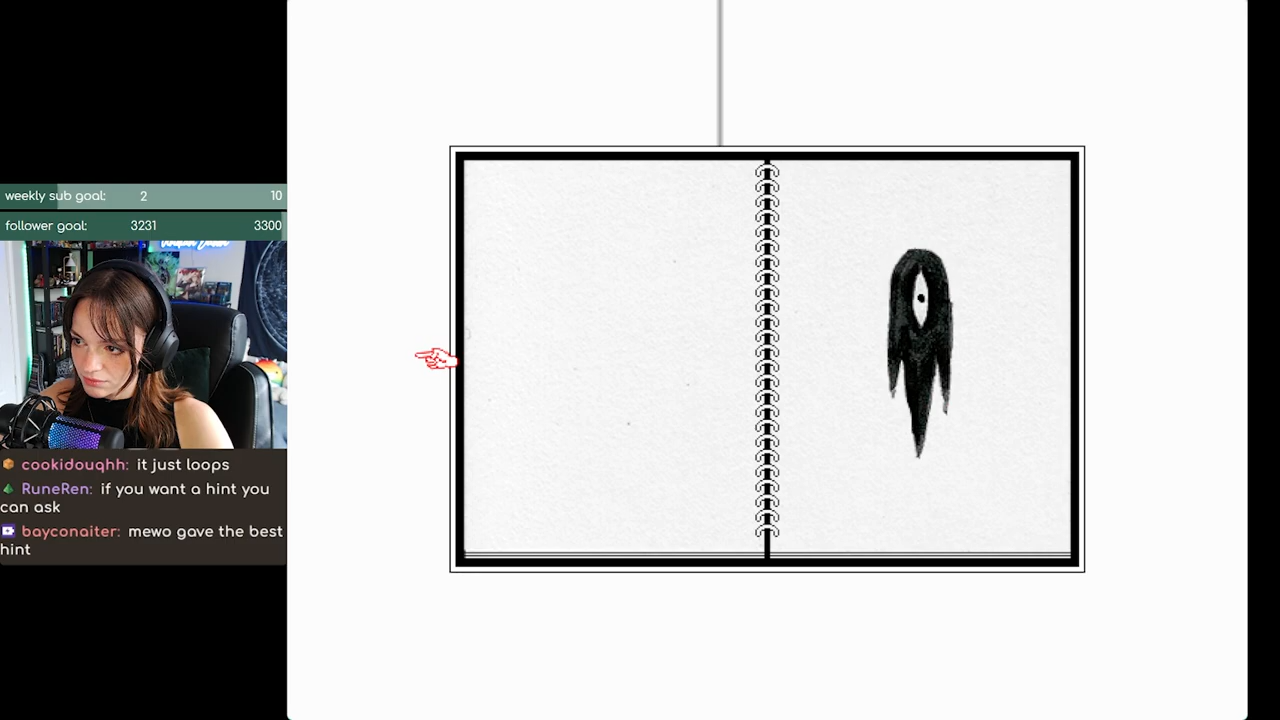 weekly sub goal: 2 10
follower goal: 3231 3300
cookidouqhh: it just loops
RuneRen: if you want a hint you
can ask
bayconaiter: mewo gave the best
hint